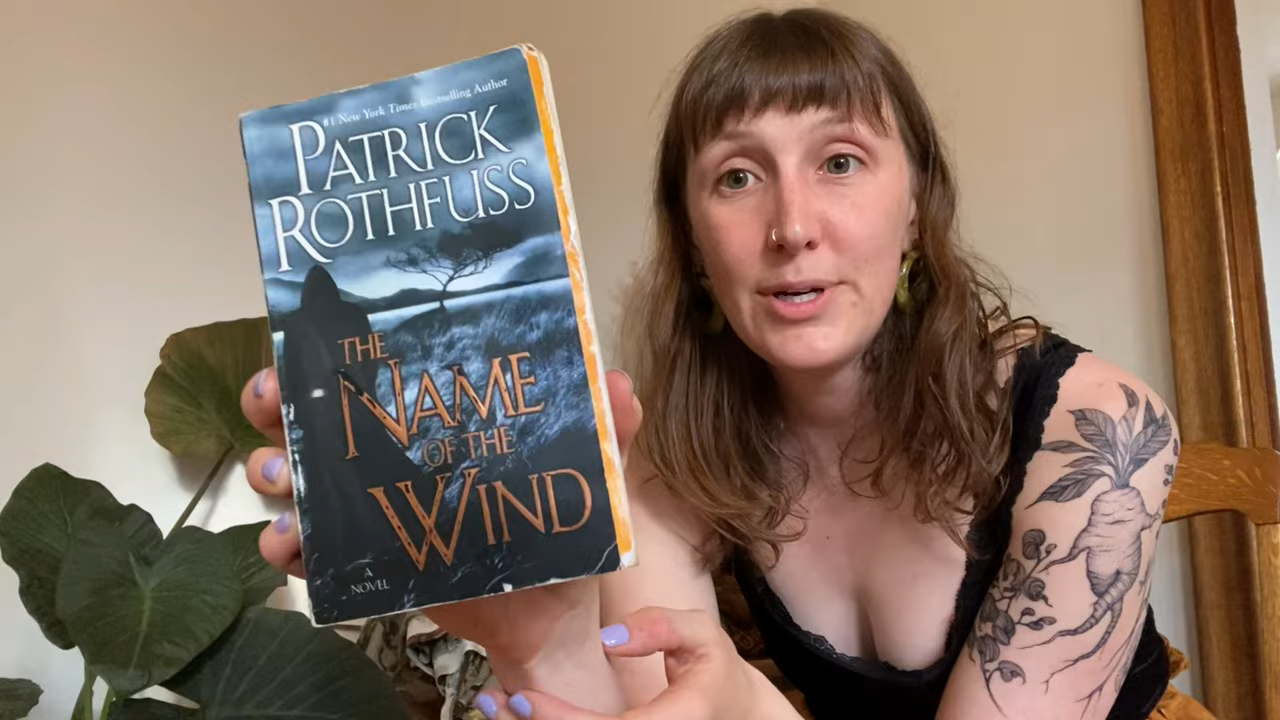 #1 New York Times Bestselling Author
PATRICK
ROTHFUSS
THE
NAME
OF THE
WIND
A
NOVEL